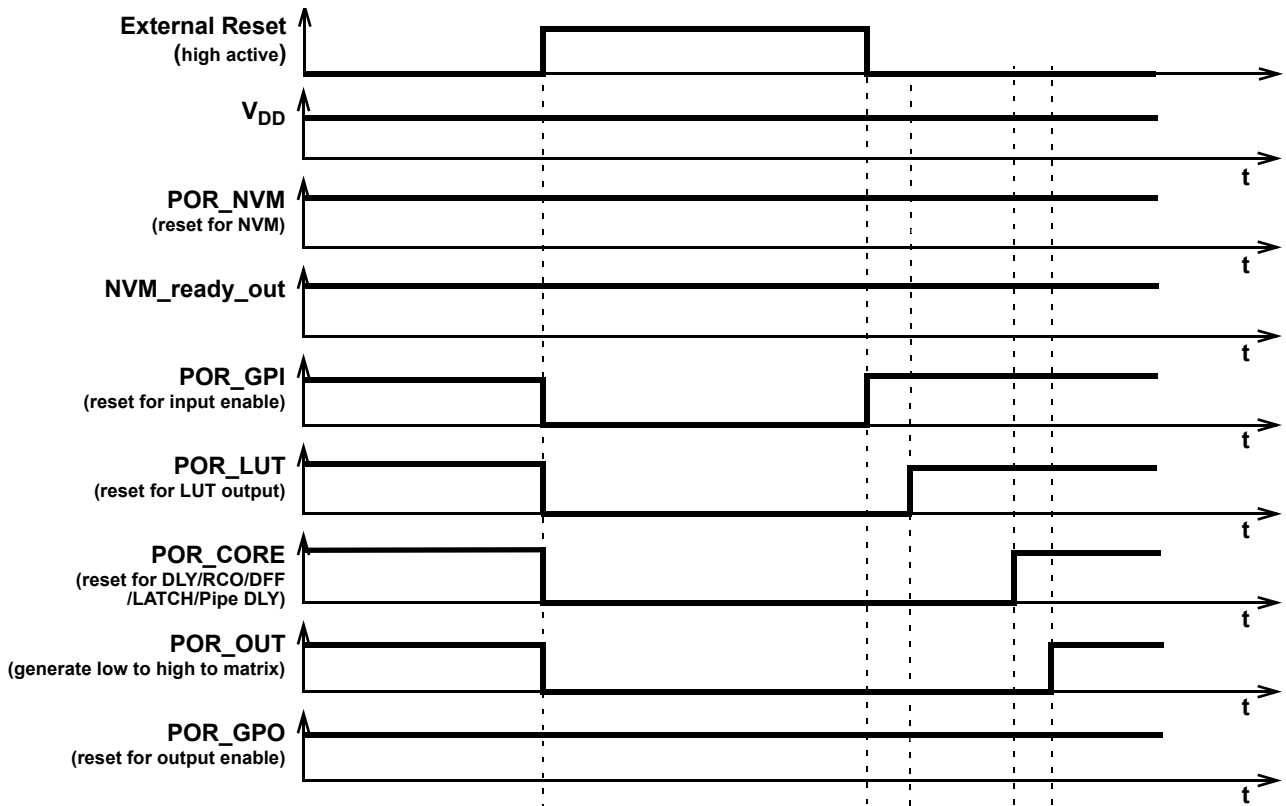 External Reset
(high active)
VDD
t
POR_NVM
(reset for NVM)
t
NVM_ready_out
t
POR_GPI
(reset for input enable)
t
POR_LUT
(reset for LUT output)
t
POR_CORE
(reset for DLY/RCO/DFF
/LATCH/Pipe DLY)
t
POR_OUT
(generate low to high to matrix)
t
POR_GPO
(reset for output enable)
t